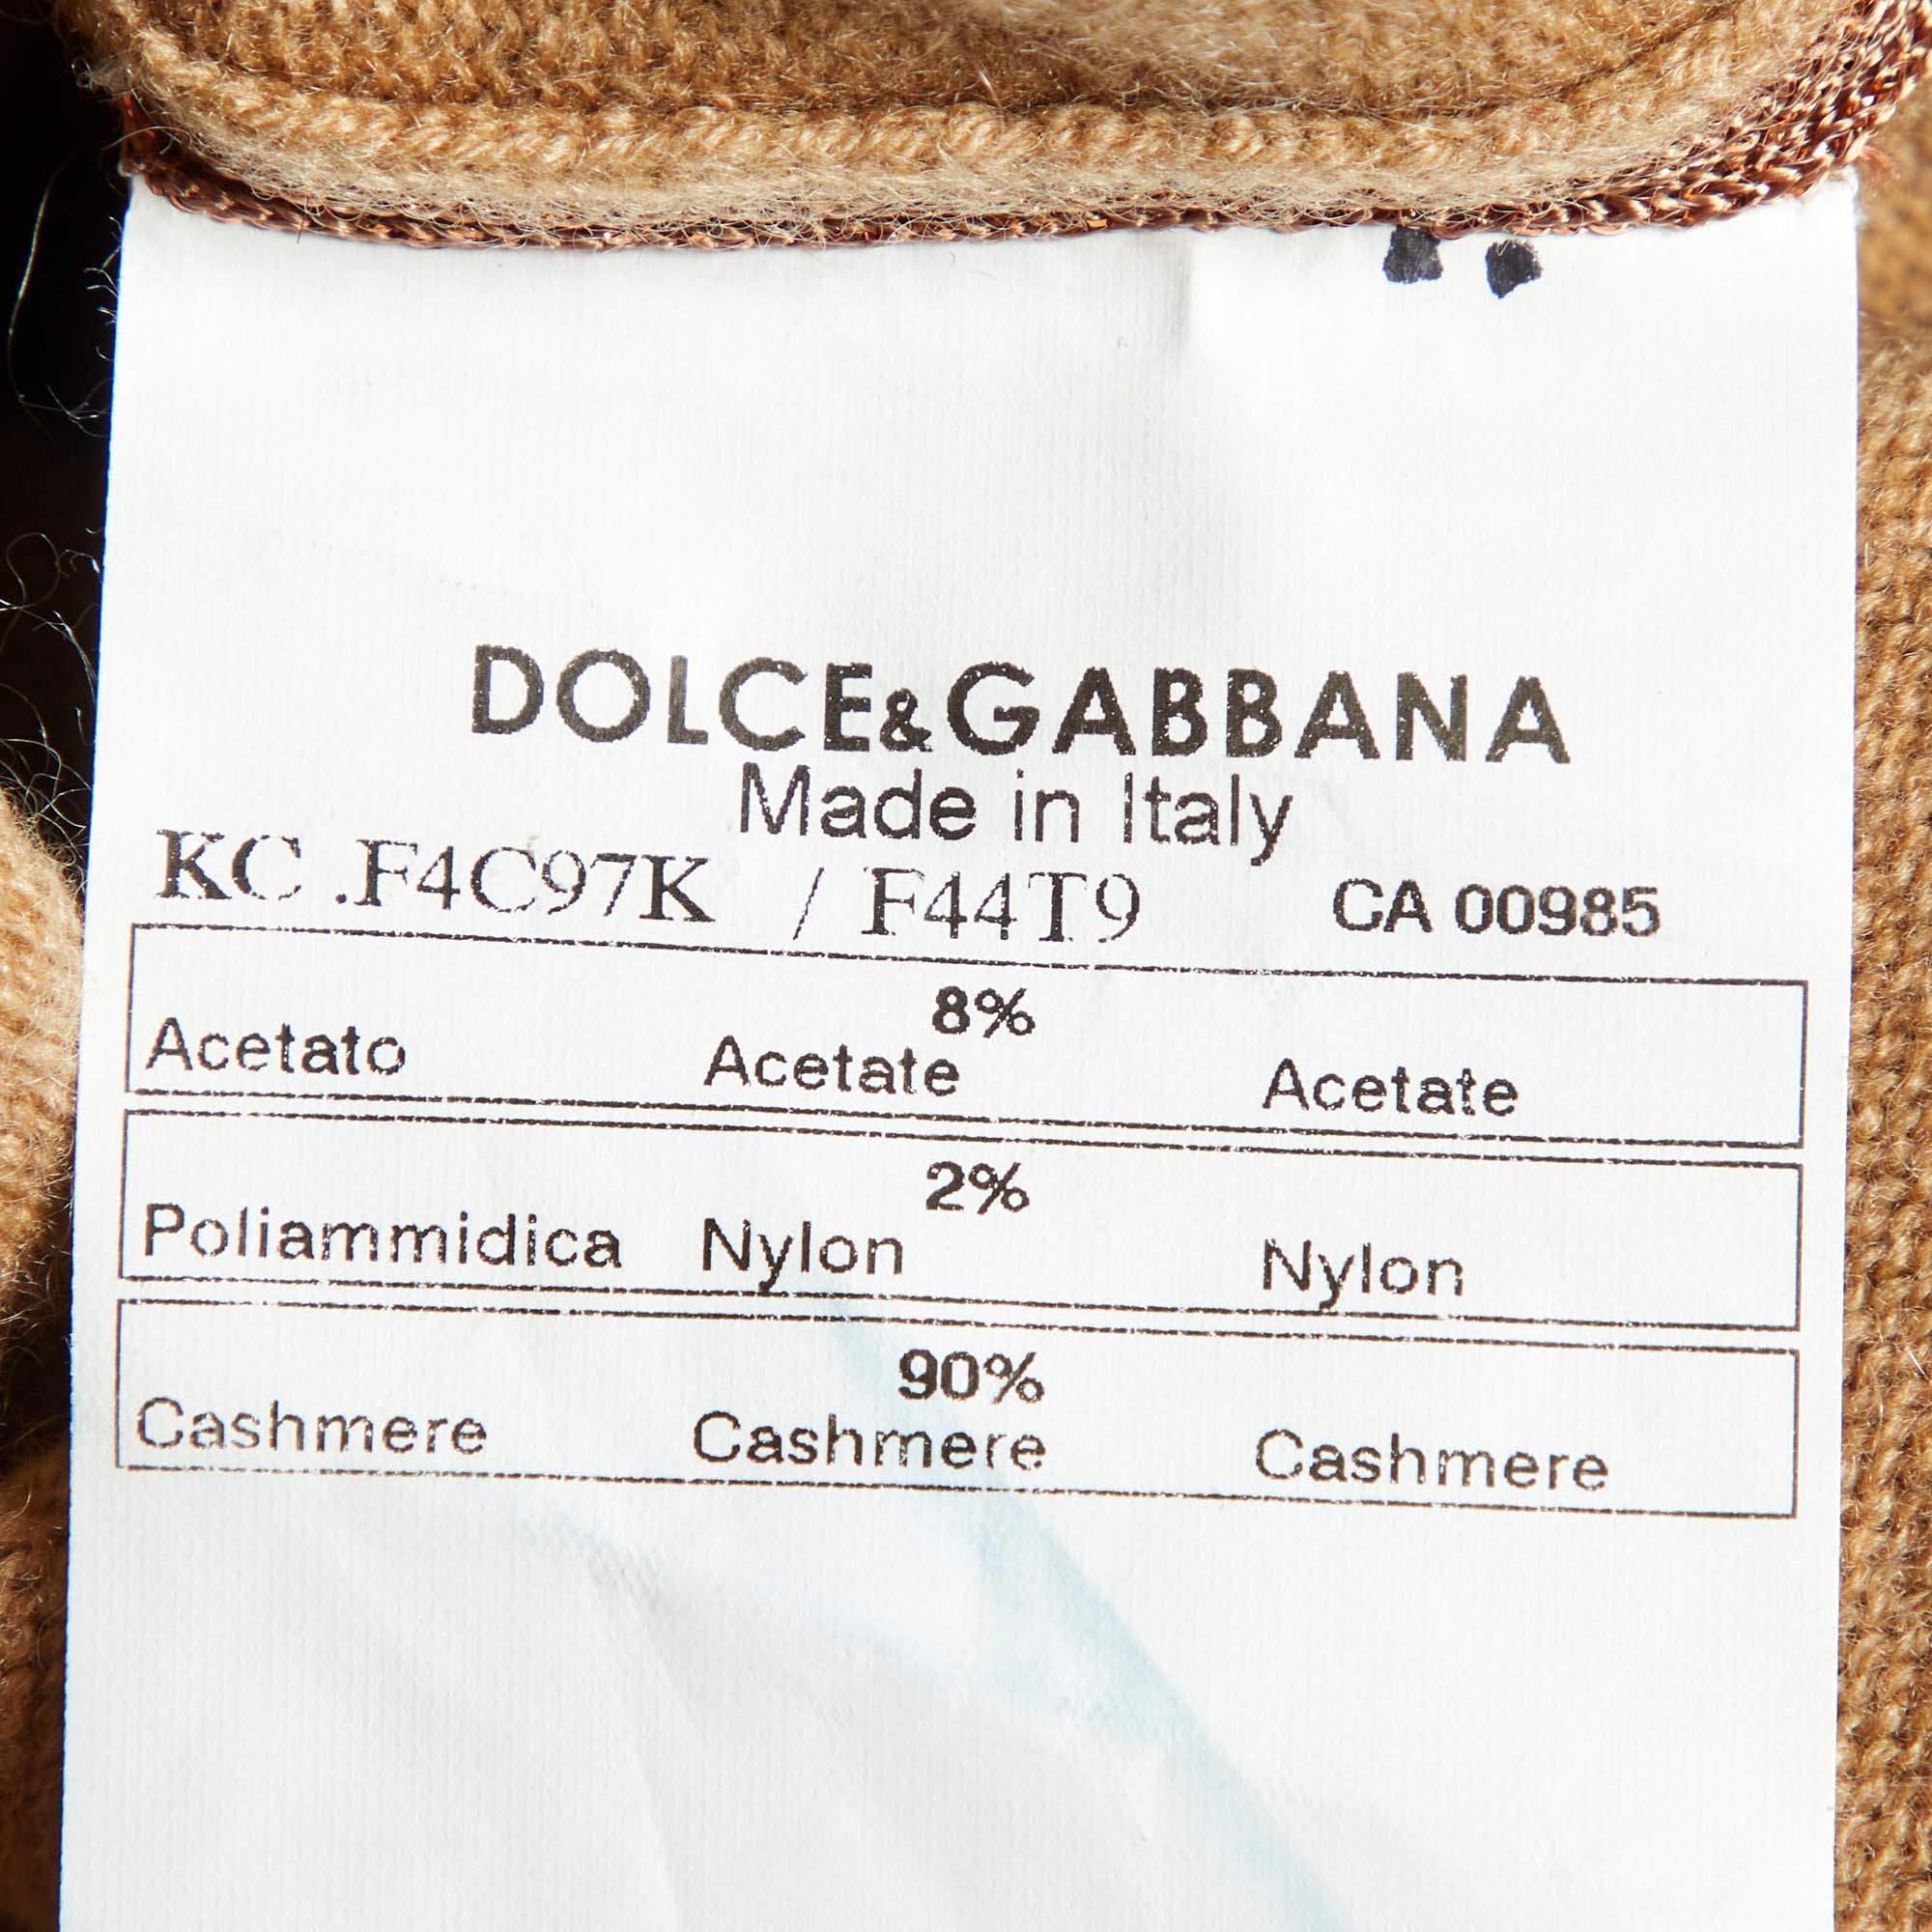 DOLCE&GABBANA
Made in Italy
KC .F4C97K / F44T9 CA 00985
8%
Acetato Acetate Acetate
2%
Poliammidica Nylon Nylon
90%
Cashmere Cashmere Cashmere